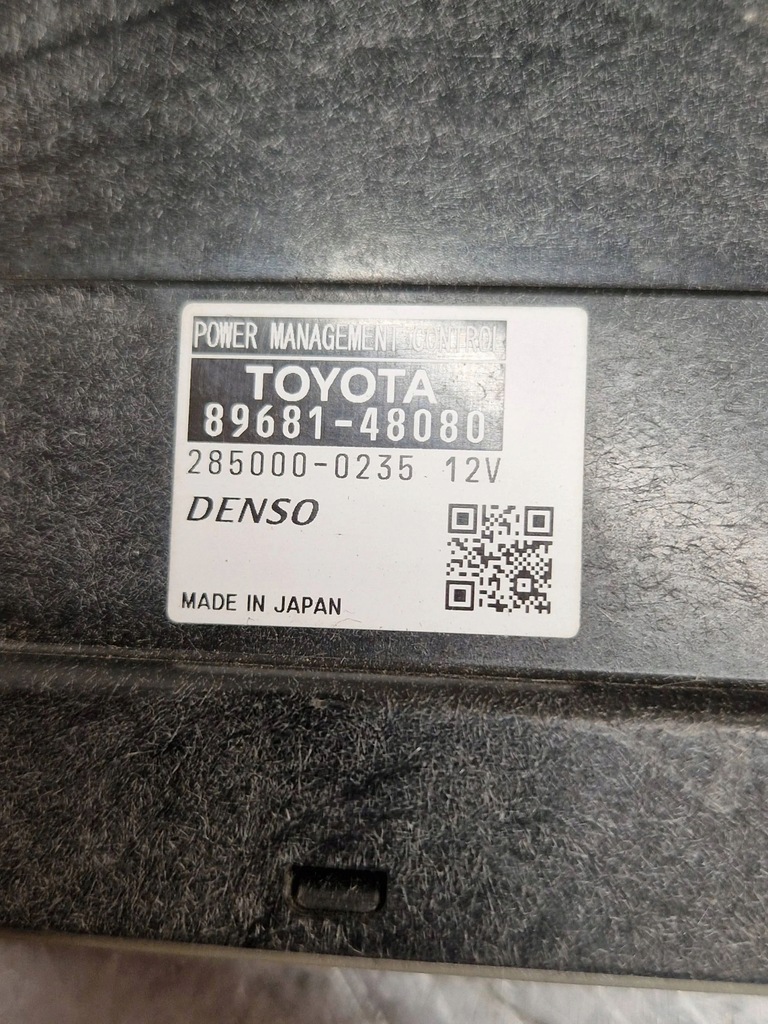 POWER MANAGEMENT CONTROL
TOYOTA
89681-48080
285000-0235 12V
DENSO
MADE IN JAPAN